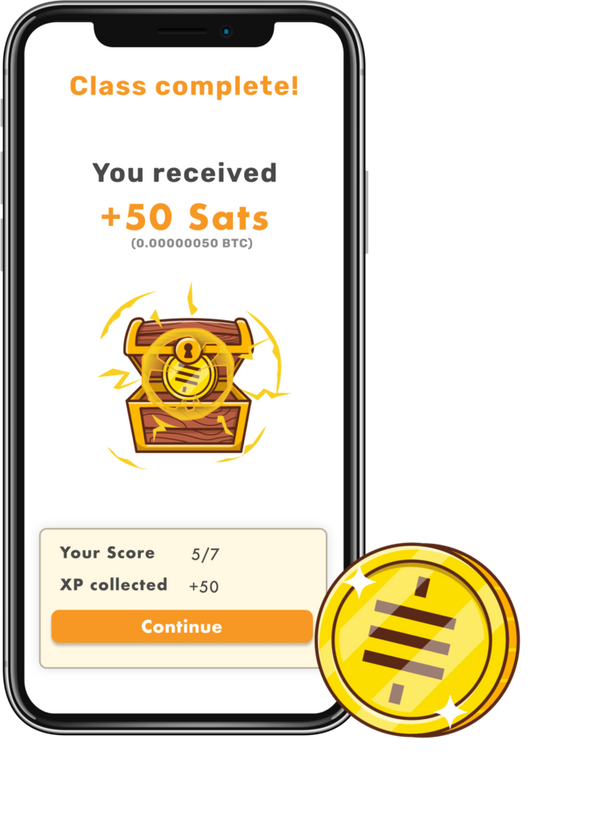 Class complete!
You received
+50 Sats
(0.00000050 BTC)
Your Score 5/7
XP collected +50
Continue